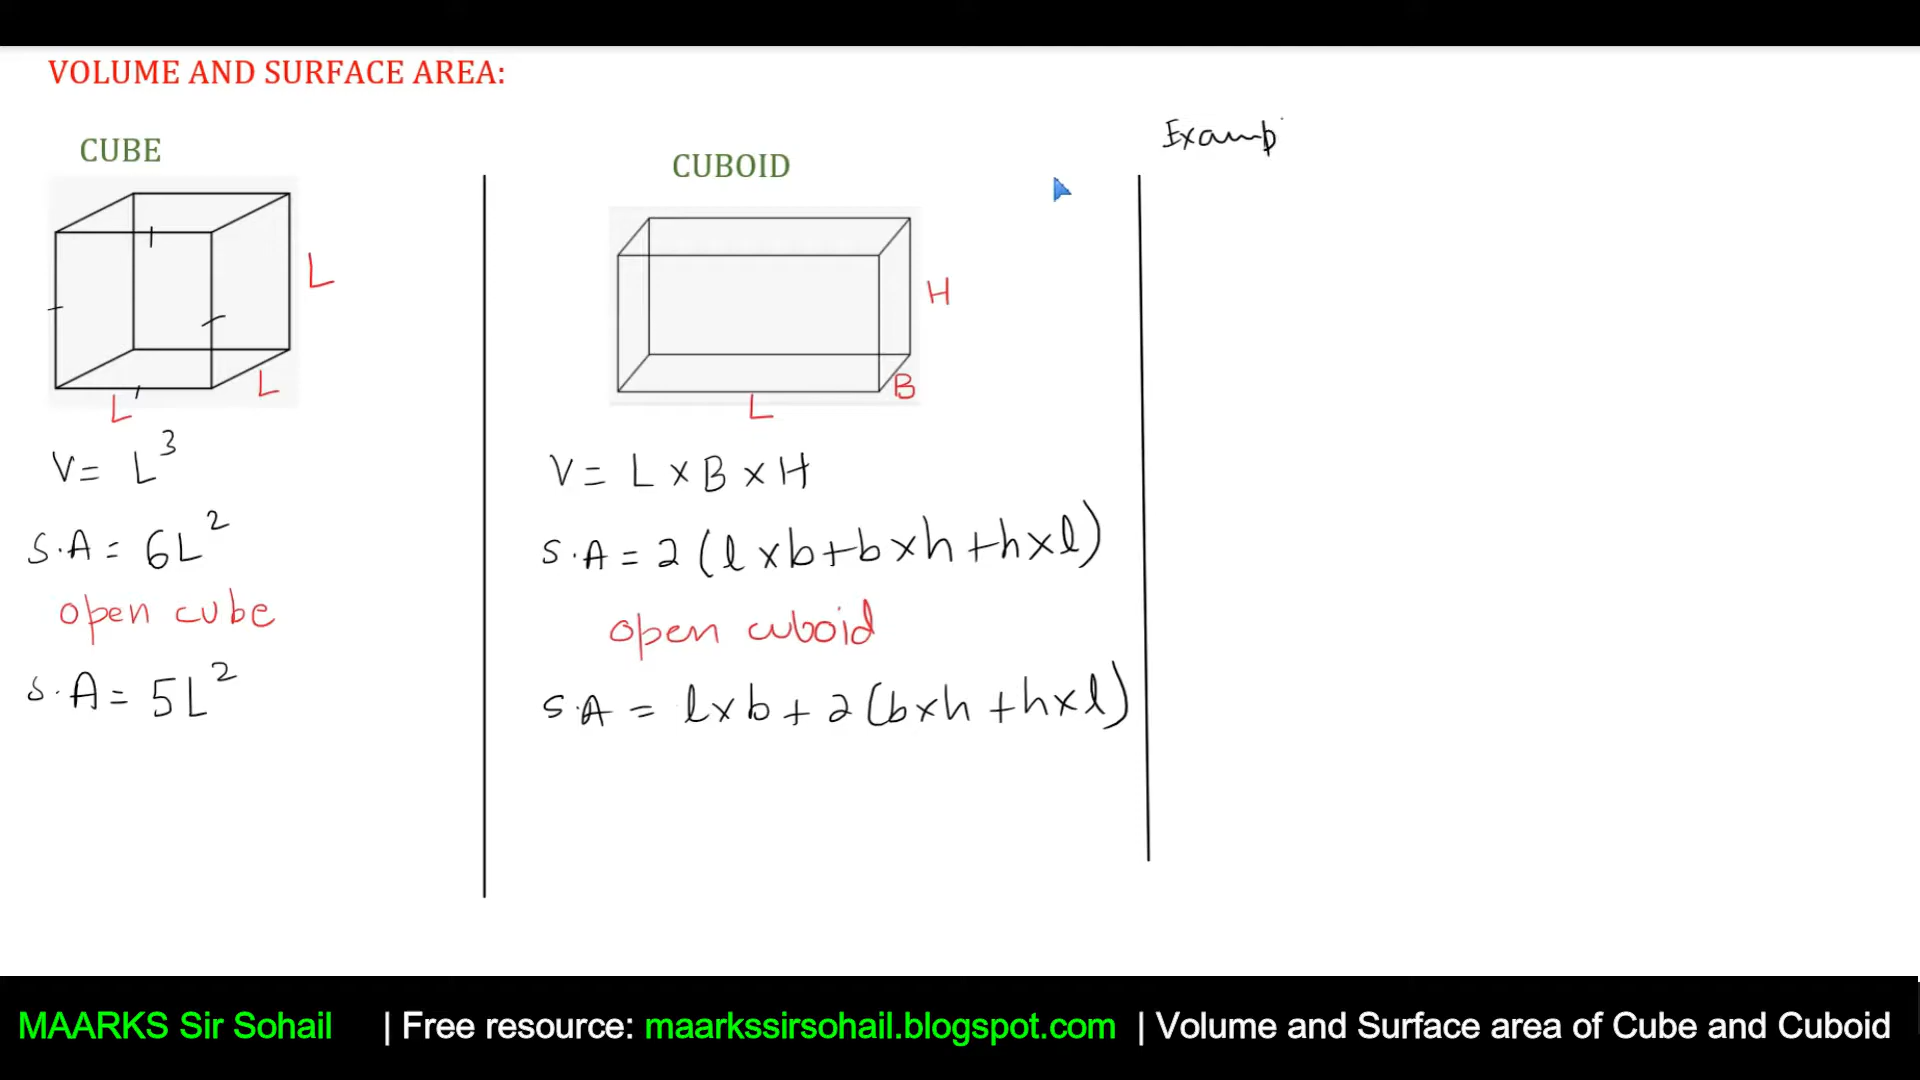 VOLUME AND SURFACE AREA:
CUBE
L
L
L
V = L³
S.A = 6L²
open cube
S.A = 5L²
CUBOID
H
B
L
V = L × B × H
S.A = 2 (l × b + b × h + h × l)
open cuboid
S.A = l × b + 2 (b × h + h × l)
Examp
MAARKS Sir Sohail | Free resource: maarkssirsohail.blogspot.com | Volume and Surface area of Cube and Cuboid